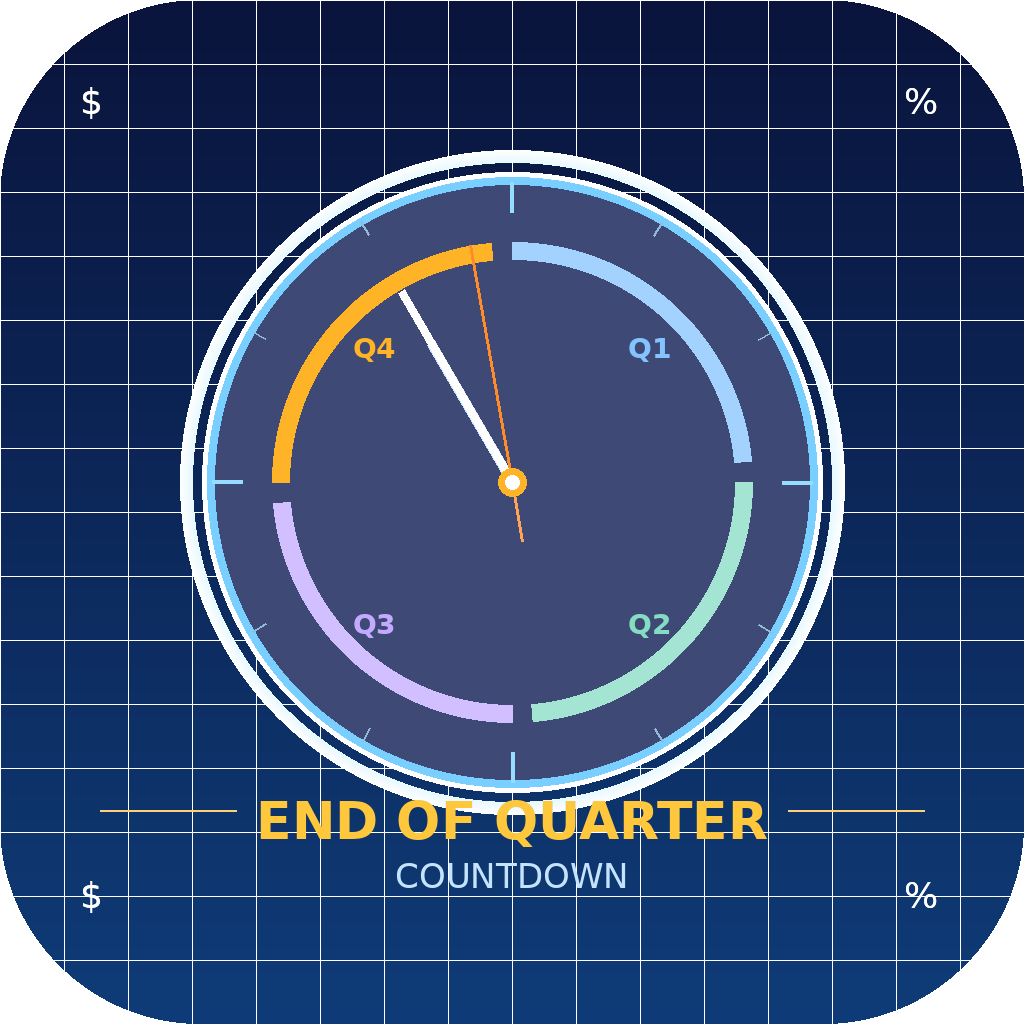 $ %
Q4 Q1
Q3 Q2
END OF QUARTER
COUNTDOWN
$ %